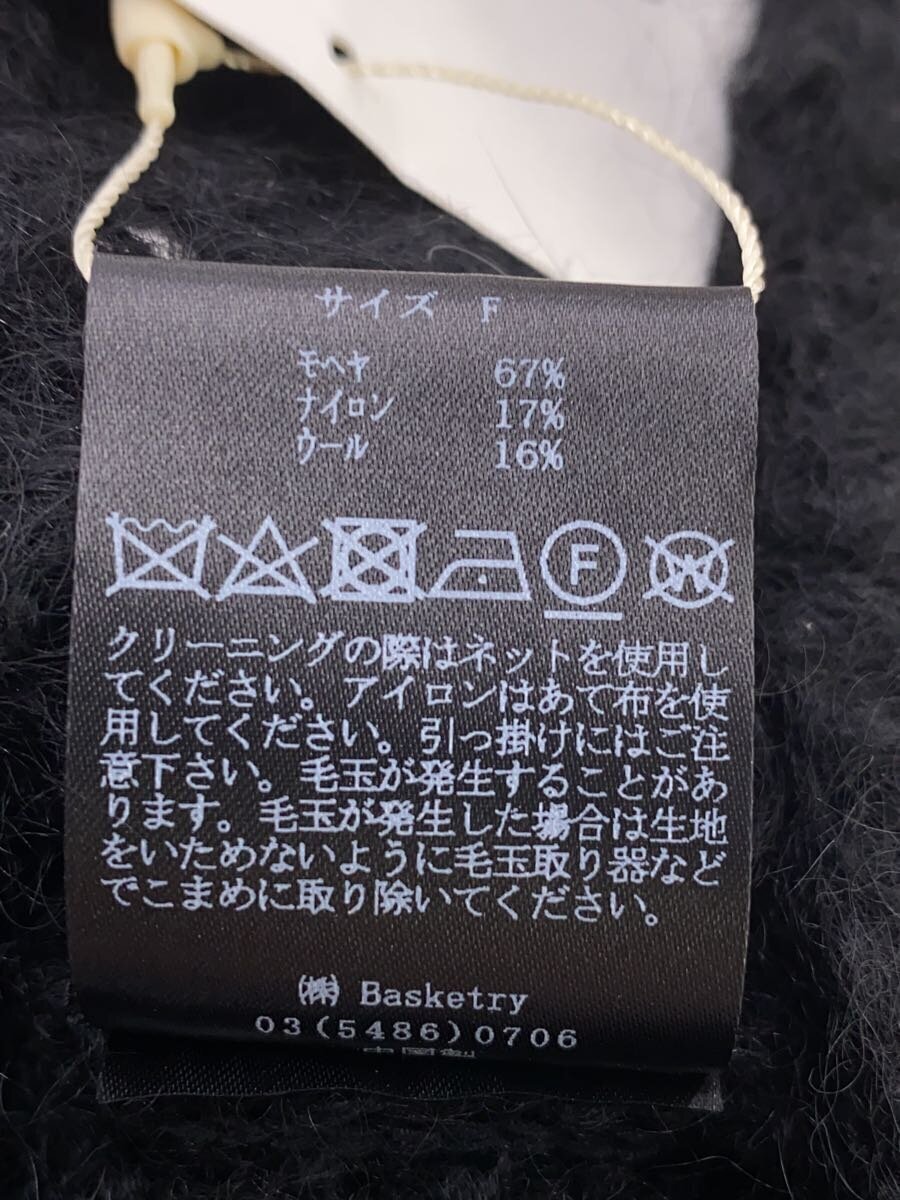 サイズ F
モヘヤ 67%
ナイロン 17%
ウール 16%
F
W
クリーニングの際はネットを使用し
てください。アイロンはあて布を使
用してください。引っ掛けにはご注
意下さい。毛玉が発生することがあ
ります。毛玉が発生した場合は生地
をいためないように毛玉取り器など
でこまめに取り除いてください。
㈱ Basketry
03(5486)0706